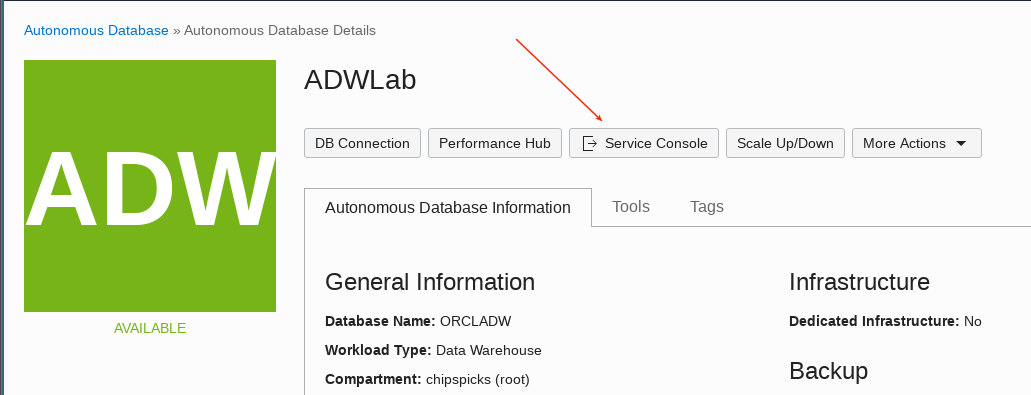 Autonomous Database » Autonomous Database Details
ADW
AVAILABLE
ADWLab
DB Connection
Performance Hub
Service Console
Scale Up/Down
More Actions
Autonomous Database Information
Tools
Tags
General Information
Database Name: ORCLADW
Workload Type: Data Warehouse
Compartment: chipspicks (root)
Infrastructure
Dedicated Infrastructure: No
Backup